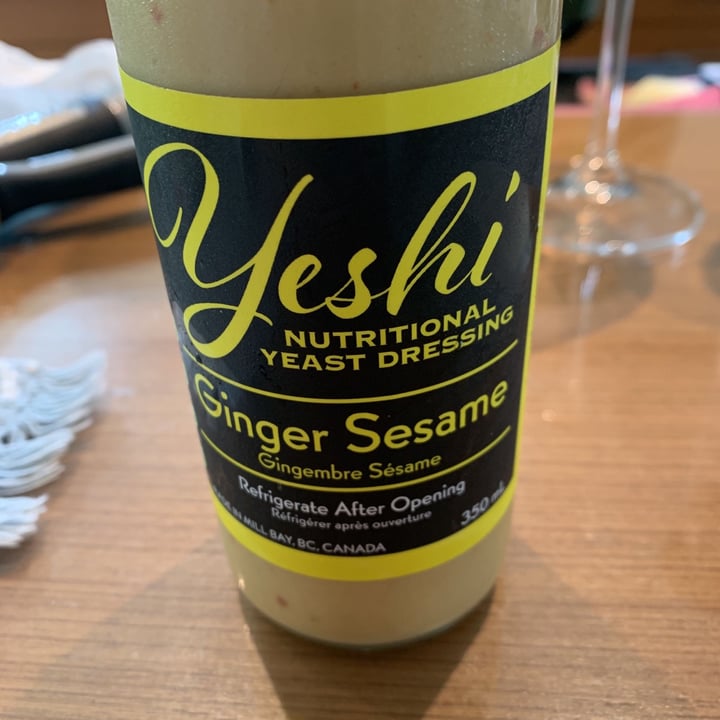 Yeshi
NUTRITIONAL
YEAST DRESSING
Ginger Sesame
Gingembre Sésame
Refrigerate After Opening
Réfrigérer après ouverture
350 mL
IN MILL BAY, BC, CANADA